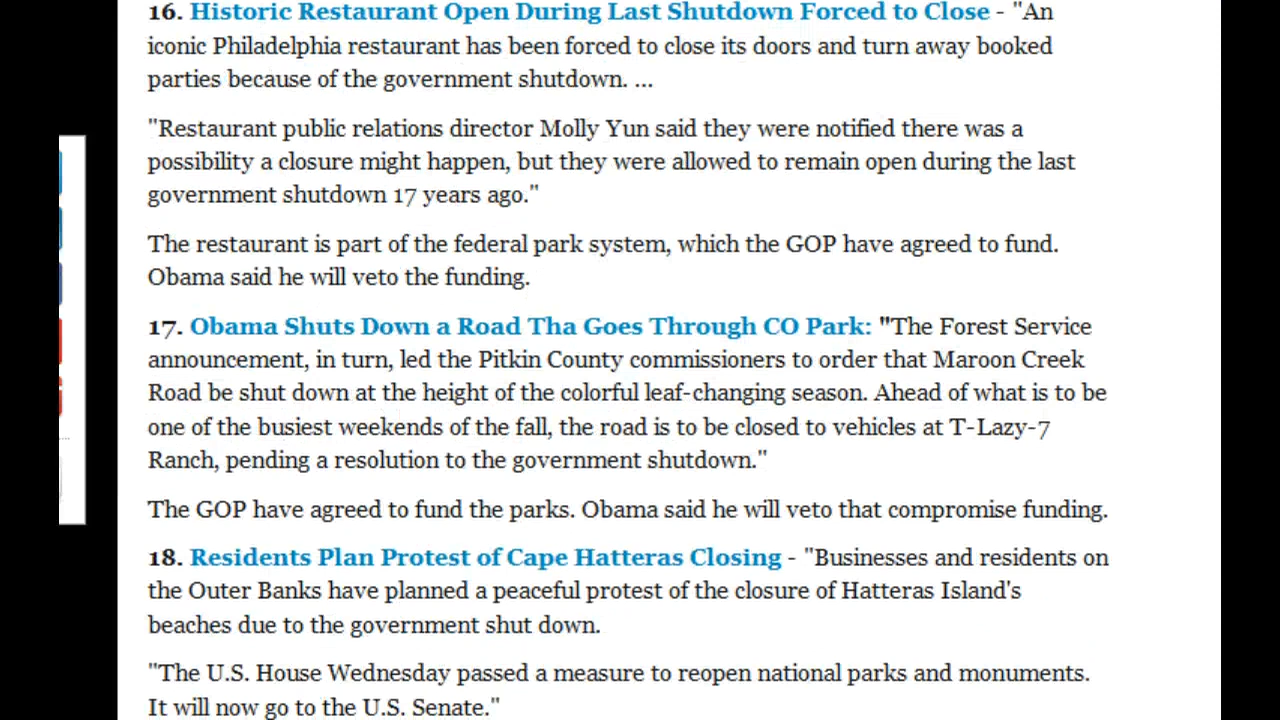 16. Historic Restaurant Open During Last Shutdown Forced to Close - "An
iconic Philadelphia restaurant has been forced to close its doors and turn away booked
parties because of the government shutdown. ...
"Restaurant public relations director Molly Yun said they were notified there was a
possibility a closure might happen, but they were allowed to remain open during the last
government shutdown 17 years ago."
The restaurant is part of the federal park system, which the GOP have agreed to fund.
Obama said he will veto the funding.
17. Obama Shuts Down a Road Tha Goes Through CO Park: "The Forest Service
announcement, in turn, led the Pitkin County commissioners to order that Maroon Creek
Road be shut down at the height of the colorful leaf-changing season. Ahead of what is to be
one of the busiest weekends of the fall, the road is to be closed to vehicles at T-Lazy-7
Ranch, pending a resolution to the government shutdown."
The GOP have agreed to fund the parks. Obama said he will veto that compromise funding.
18. Residents Plan Protest of Cape Hatteras Closing - "Businesses and residents on
the Outer Banks have planned a peaceful protest of the closure of Hatteras Island's
beaches due to the government shut down.
"The U.S. House Wednesday passed a measure to reopen national parks and monuments.
It will now go to the U.S. Senate."